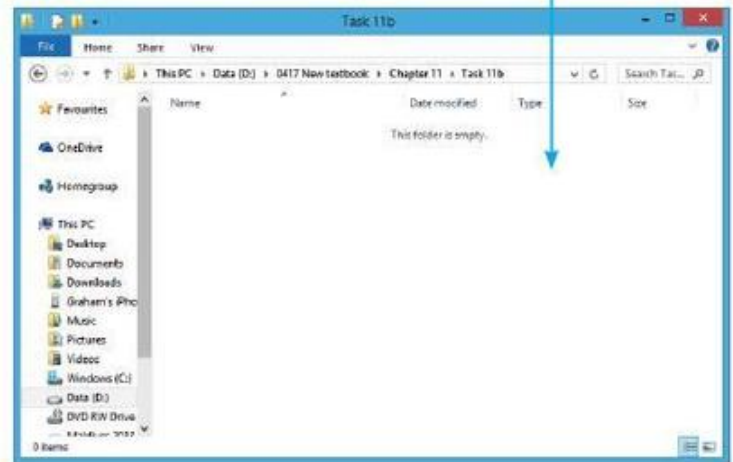 Task 11b
File Home Share View
This PC Data (D:) 0417 New textbook Chapter 11 Task 11b Search Tas...
Name Date modified Type Size
This folder is empty.
Favourites
OneDrive
Homegroup
This PC
Desktop
Documents
Downloads
Graham's iPho
Music
Pictures
Videos
Windows (C:)
Data (D:)
DVD RW Drive
0 items